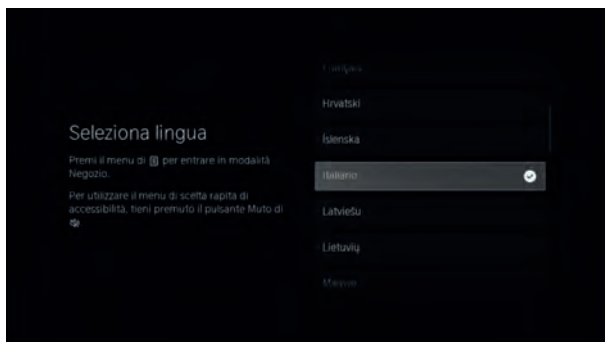 Seleziona lingua
Premi il menu di per entrare in modalità
Negozio.
Per utilizzare il menu di scelta rapida di
accessibilità, tieni premuto il pulsante Muto di
Hrvatski
Íslenska
Italiano
Latviešu
Lietuvių
Magyar